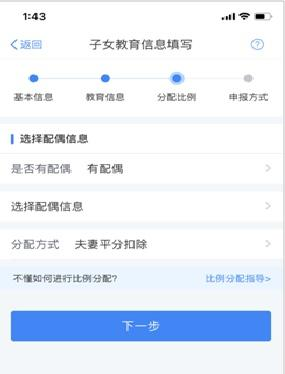 1:43
返回
子女教育信息填写
基本信息
教育信息
分配比例
申报方式
选择配偶信息
是否有配偶 有配偶
选择配偶信息
分配方式 夫妻平分扣除
不懂如何进行比例分配? 比例分配指导>
下一步